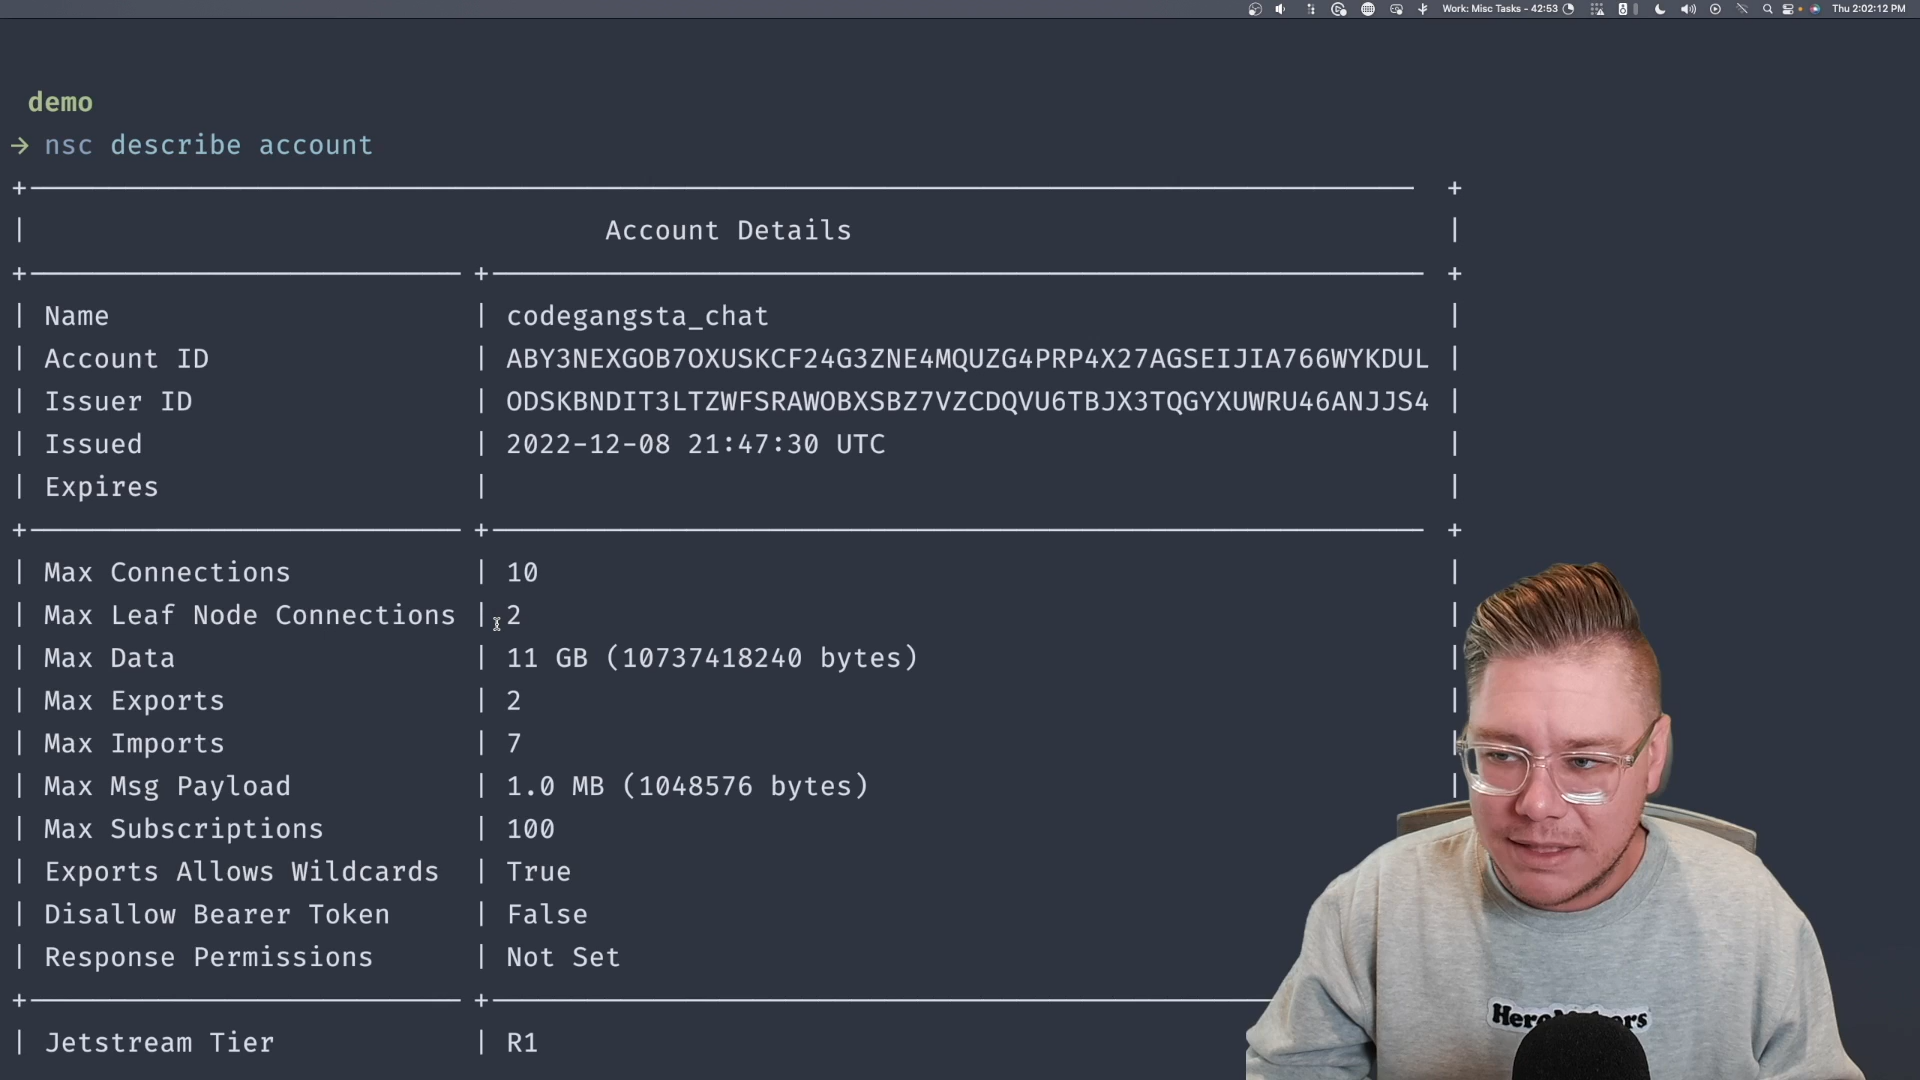 Work: Misc Tasks - 42:53 Thu 2:02:12 PM
demo
→ nsc describe account
Account Details
Name | codegangsta_chat
Account ID | ABY3NEXGOB7OXUSKCF24G3ZNE4MQUZG4PRP4X27AGSEIJIA766WYKDUL
Issuer ID | ODSKBNDIT3LTZWFSRAWOBXSBZ7VZCDQVU6TBJX3TQGYXUWRU46ANJJS4
Issued | 2022-12-08 21:47:30 UTC
Expires |
Max Connections | 10
Max Leaf Node Connections | 2
Max Data | 11 GB (10737418240 bytes)
Max Exports | 2
Max Imports | 7
Max Msg Payload | 1.0 MB (1048576 bytes)
Max Subscriptions | 100
Exports Allows Wildcards | True
Disallow Bearer Token | False
Response Permissions | Not Set
Jetstream Tier | R1